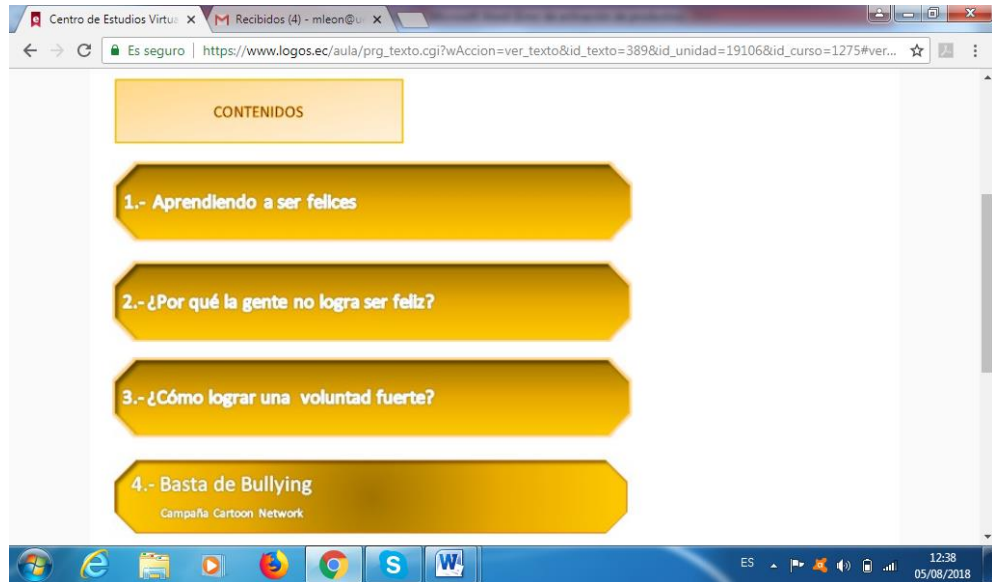 Centro de Estudios Virtua
Recibidos (4) - mleon@u
Es seguro | https://www.logos.ec/aula/prg_texto.cgi?wAccion=ver_texto&id_texto=389&id_unidad=19106&id_curso=1275#ver...
CONTENIDOS
1.- Aprendiendo a ser felices
2.- ¿Por qué la gente no logra ser feliz?
3.- ¿Cómo lograr una voluntad fuerte?
4.- Basta de Bullying
Campaña Cartoon Network
ES
12:38
05/08/2018